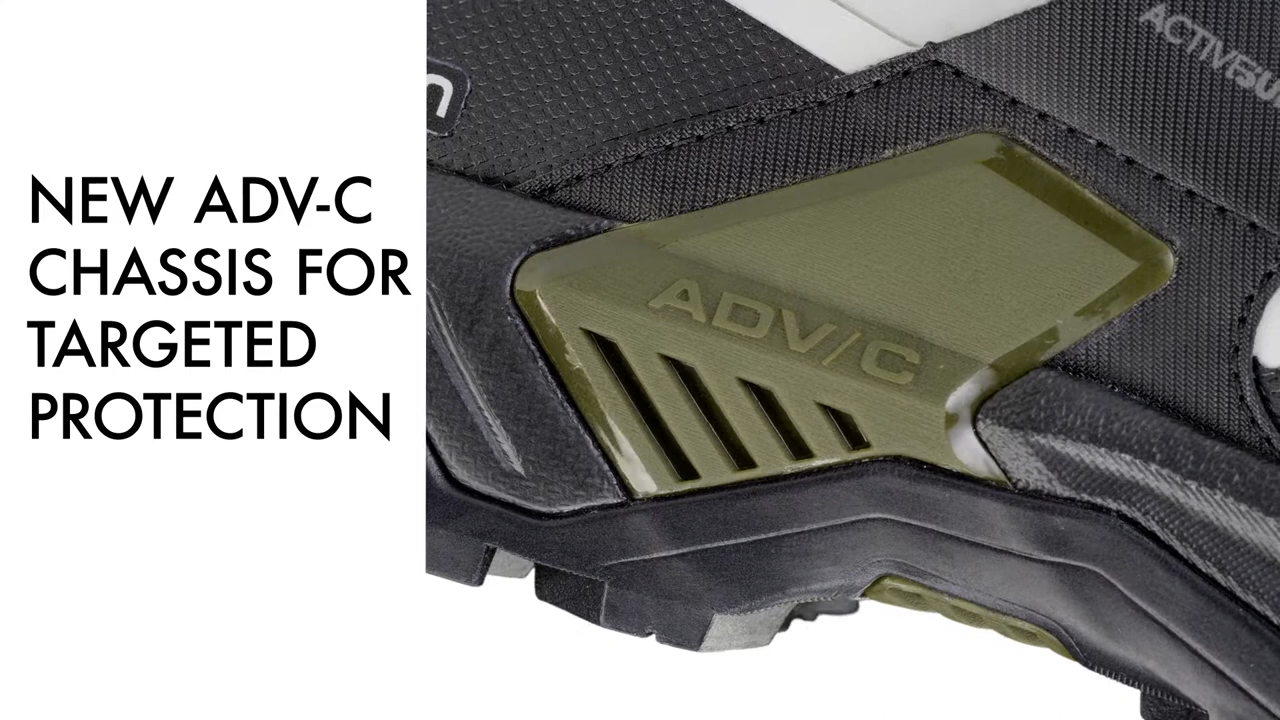 NEW ADV-C
CHASSIS FOR
TARGETED
PROTECTION
ADV/C